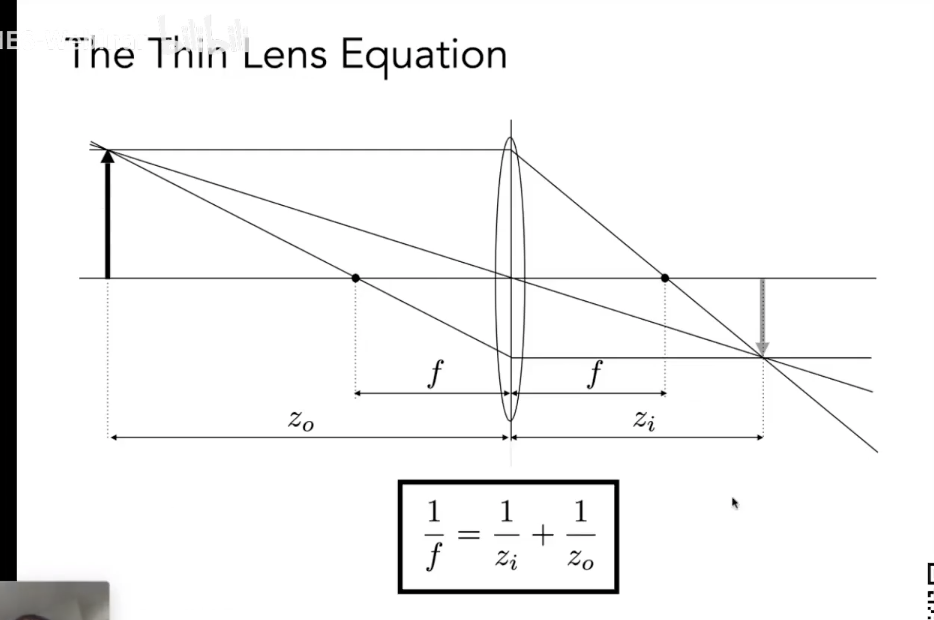 The Thin Lens Equation
f f
z_o z_i
1/f = 1/z_i + 1/z_o